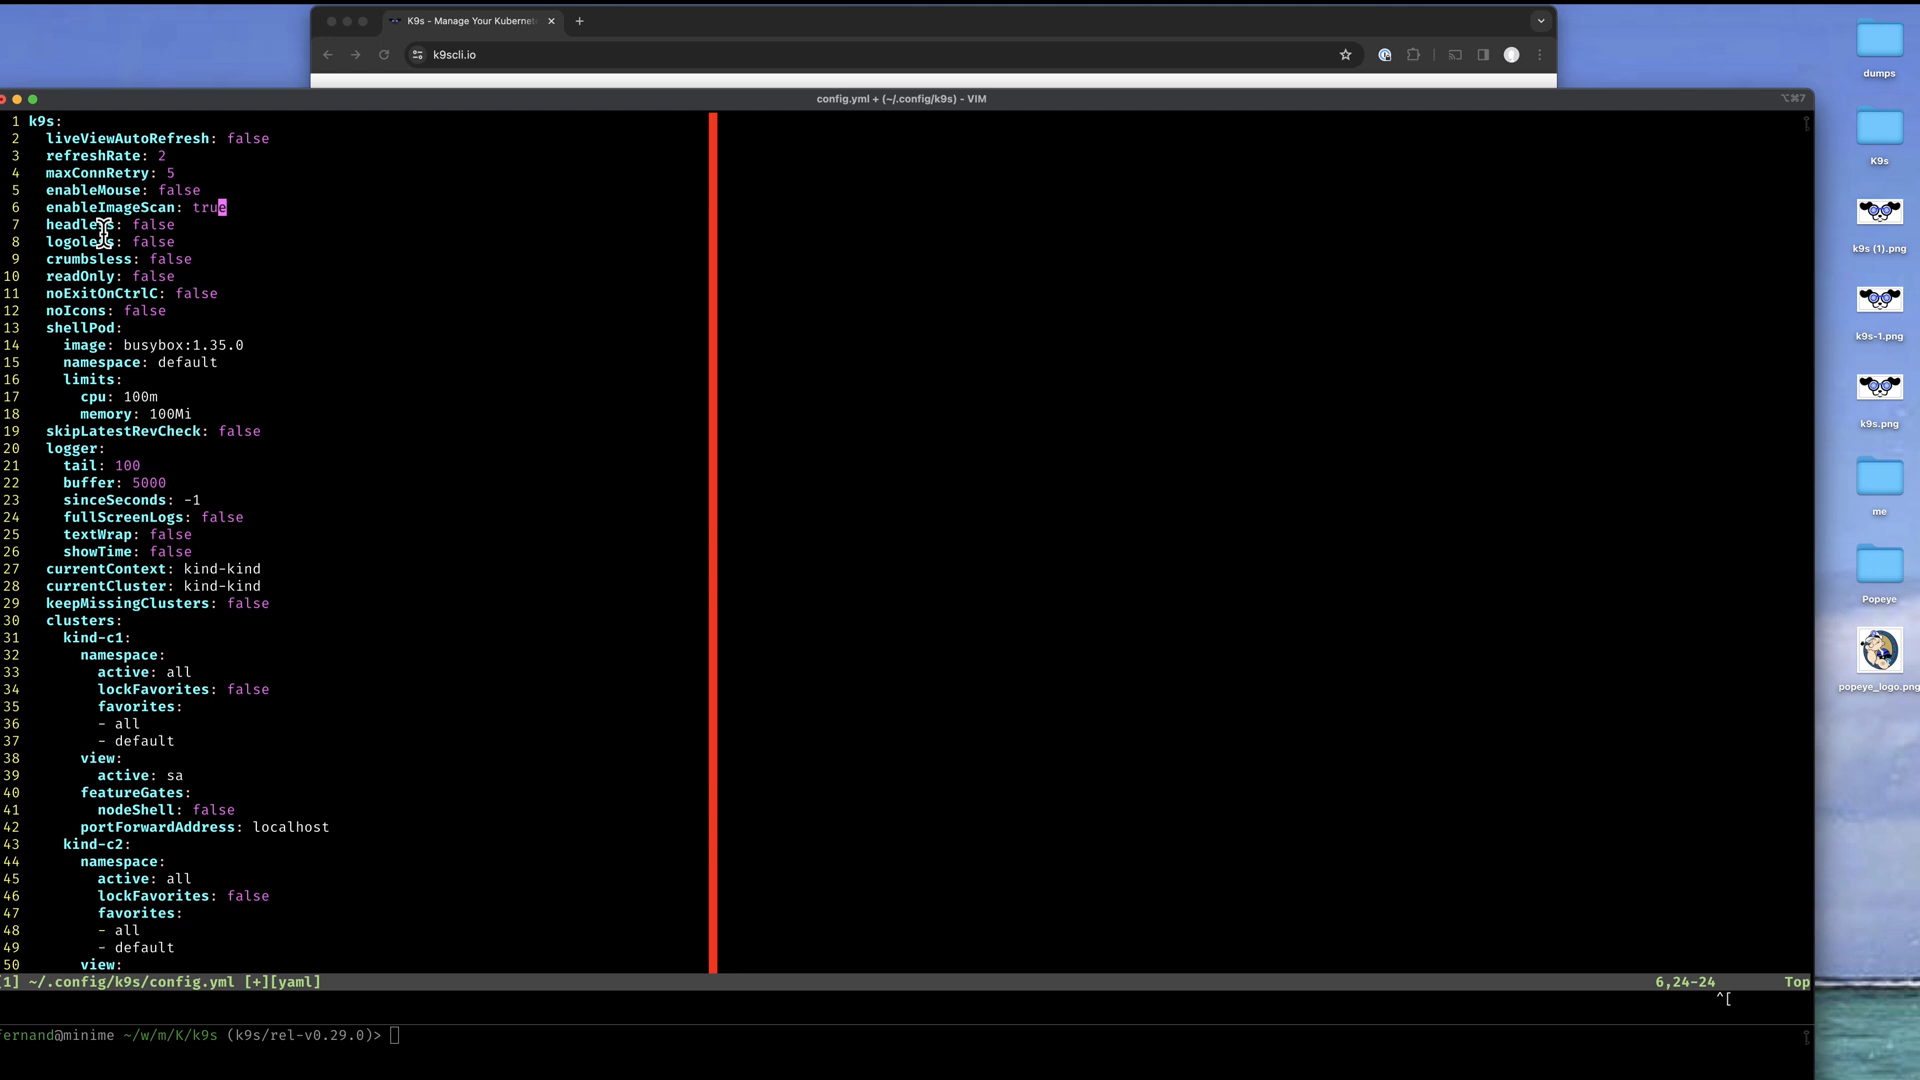 K9s - Manage Your Kubernet
k9scli.io
config.yml + (~/.config/k9s) - VIM
⌥⌘7
1 k9s:
2   liveViewAutoRefresh: false
3   refreshRate: 2
4   maxConnRetry: 5
5   enableMouse: false
6   enableImageScan: true
7   headless: false
8   logoless: false
9   crumbsless: false
10   readOnly: false
11   noExitOnCtrlC: false
12   noIcons: false
13   shellPod:
14     image: busybox:1.35.0
15     namespace: default
16     limits:
17       cpu: 100m
18       memory: 100Mi
19   skipLatestRevCheck: false
20   logger:
21     tail: 100
22     buffer: 5000
23     sinceSeconds: -1
24     fullScreenLogs: false
25     textWrap: false
26     showTime: false
27   currentContext: kind-kind
28   currentCluster: kind-kind
29   keepMissingClusters: false
30   clusters:
31     kind-c1:
32       namespace:
33         active: all
34         lockFavorites: false
35         favorites:
36         - all
37         - default
38       view:
39         active: sa
40       featureGates:
41         nodeShell: false
42       portForwardAddress: localhost
43     kind-c2:
44       namespace:
45         active: all
46         lockFavorites: false
47         favorites:
48         - all
49         - default
50       view:
[1] ~/.config/k9s/config.yml [+][yaml] 6,24-24 Top
^[
fernand@minime ~/w/m/K/k9s (k9s/rel-v0.29.0)>
dumps
K9s
k9s (1).png
k9s-1.png
k9s.png
me
Popeye
popeye_logo.png